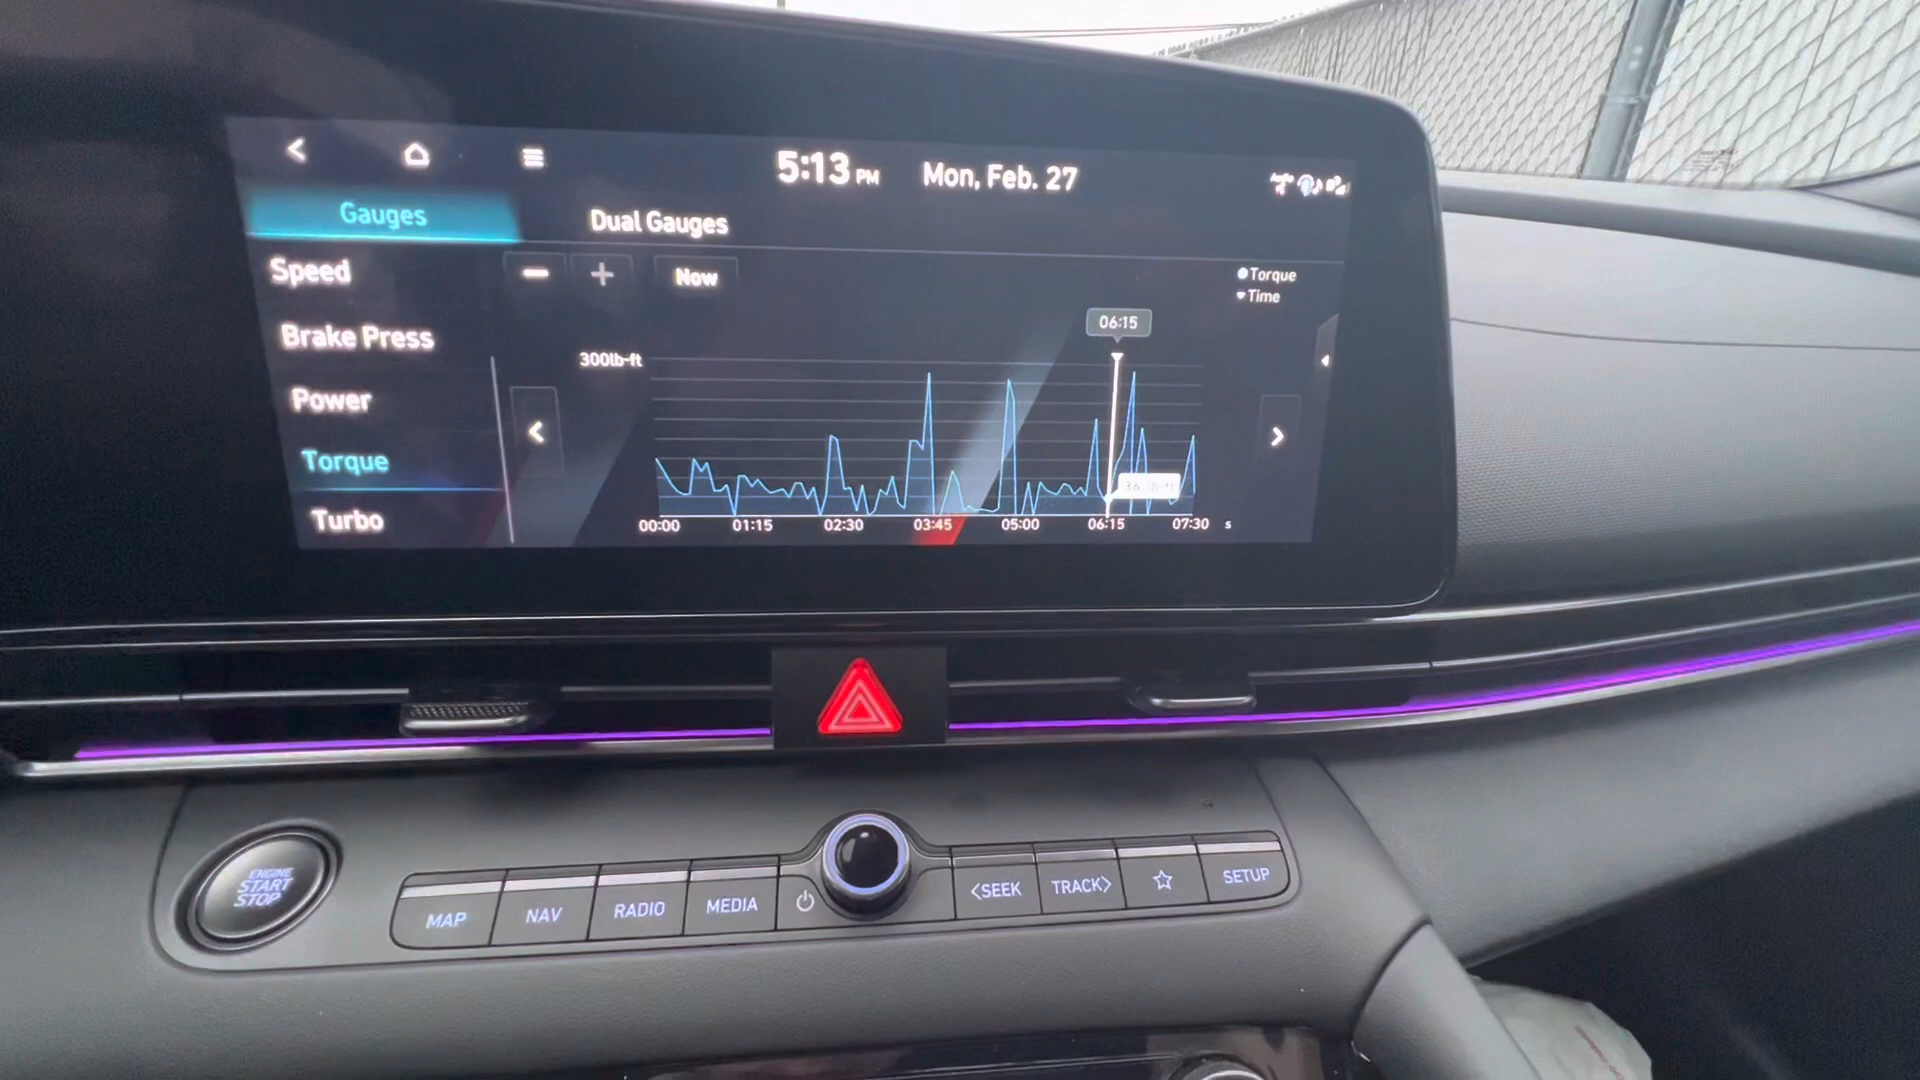 5:13 PM Mon, Feb. 27
Gauges
Dual Gauges
Speed
Now
Torque
Time
06:15
Brake Press
300lb-ft
Power
Torque
Turbo
00:00 01:15 02:30 03:45 05:00 06:15 07:30 s
ENGINE
START
STOP
MAP
NAV
RADIO
MEDIA
<SEEK
TRACK>
SETUP